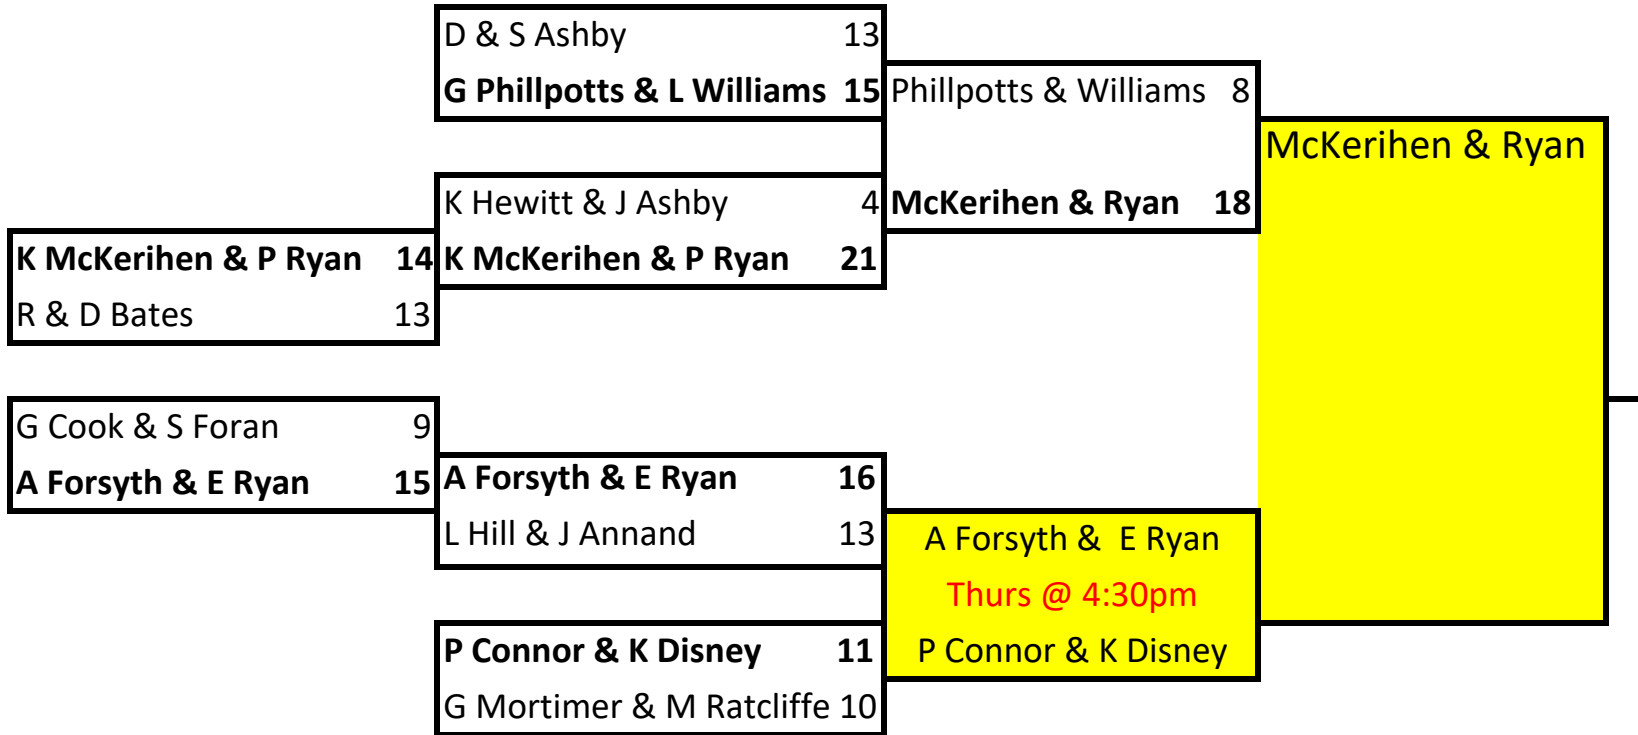 D & S Ashby 13
G Phillpotts & L Williams 15
K Hewitt & J Ashby 4
K McKerihen & P Ryan 21
K McKerihen & P Ryan 14
R & D Bates 13
G Cook & S Foran 9
A Forsyth & E Ryan 15
A Forsyth & E Ryan 16
L Hill & J Annand 13
P Connor & K Disney 11
G Mortimer & M Ratcliffe 10
Phillpotts & Williams 8
McKerihen & Ryan 18
A Forsyth & E Ryan
Thurs @ 4:30pm
P Connor & K Disney
McKerihen & Ryan